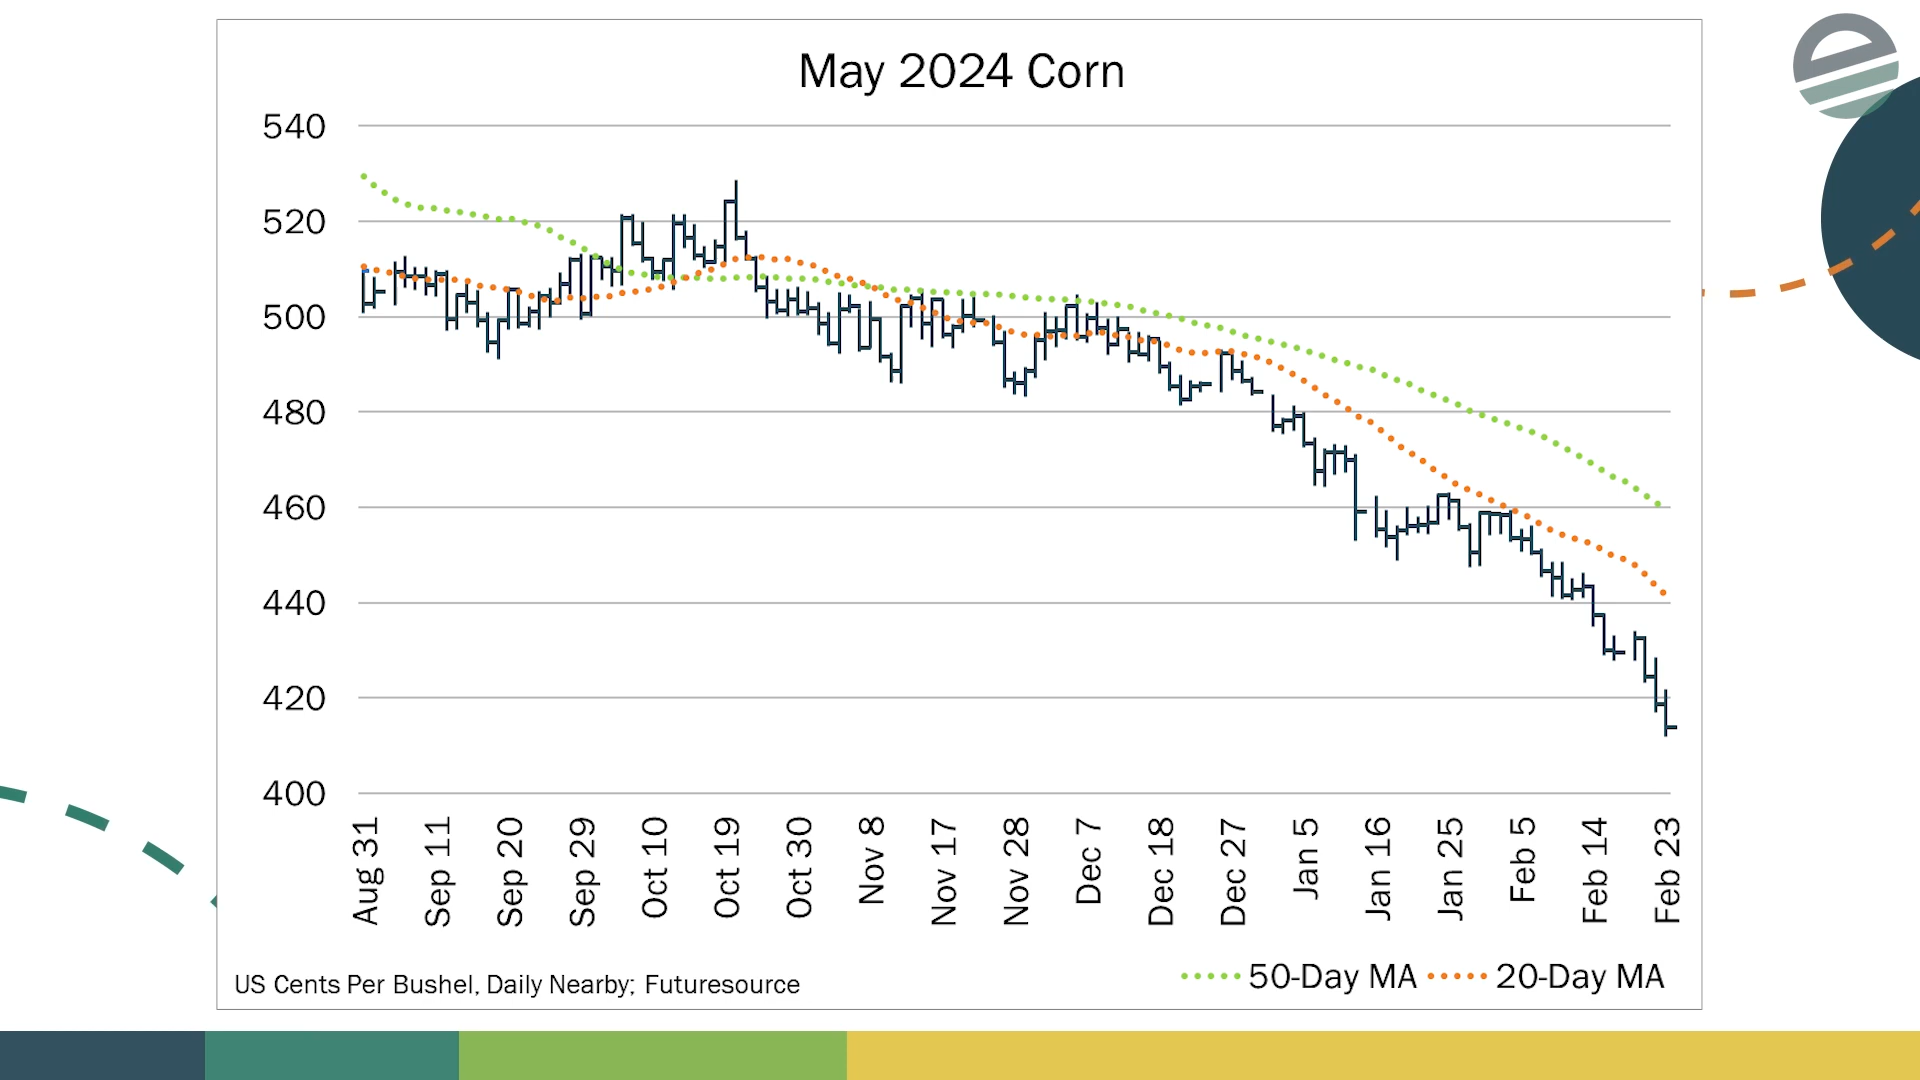 May 2024 Corn
540
520
500
480
460
440
420
400
Aug 31
Sep 11
Sep 20
Sep 29
Oct 10
Oct 19
Oct 30
Nov 8
Nov 17
Nov 28
Dec 7
Dec 18
Dec 27
Jan 5
Jan 16
Jan 25
Feb 5
Feb 14
Feb 23
50-Day MA 20-Day MA
US Cents Per Bushel, Daily Nearby; Futuresource